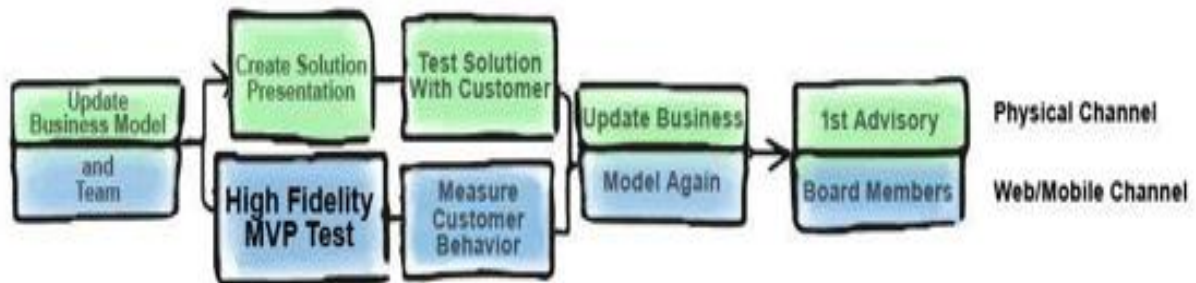 Update
Business Model
and
Team
Create Solution
Presentation
Test Solution
With Customer
High Fidelity
MVP Test
Measure
Customer
Behavior
Update Business
Model Again
1st Advisory
Board Members
Physical Channel
Web/Mobile Channel